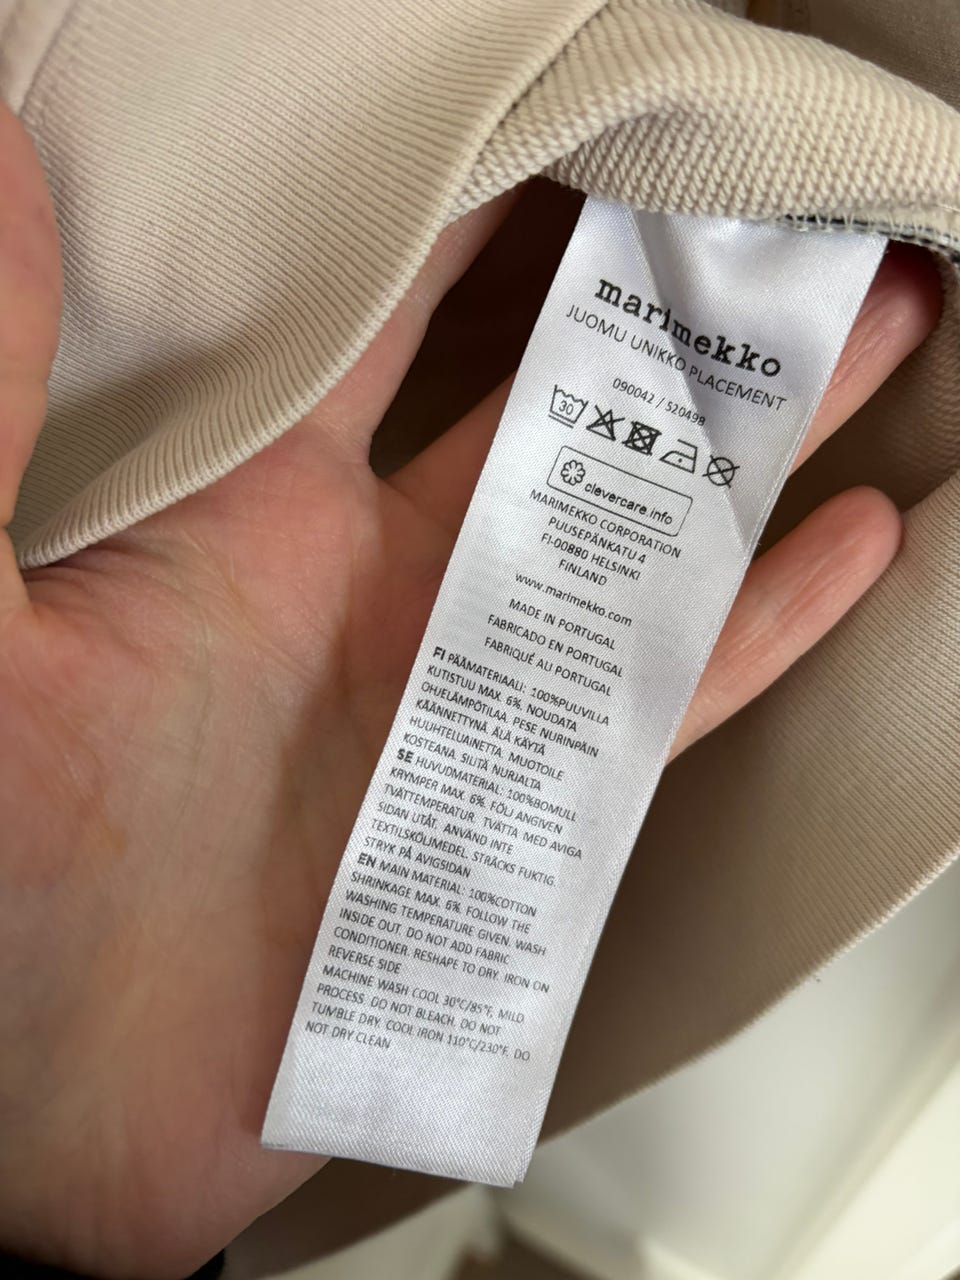 marimekko
JUOMU UNIKKO PLACEMENT
090042 / 520498
30
clevercare.info
MARIMEKKO CORPORATION
PUUSEPÄNKATU 4
FI-00880 HELSINKI
FINLAND
www.marimekko.com
MADE IN PORTUGAL
FABRICADO EN PORTUGAL
FABRIQUÉ AU PORTUGAL
FI PÄÄMATERIAALI: 100%PUUVILLA
KUTISTUU MAX. 6%. NOUDATA
OHJELÄMPÖTILAA. PESE NURINPÄIN
KÄÄNNETTYNÄ. ÄLÄ KÄYTÄ
HUUHTELUAINETTA. MUOTOILE
KOSTEANA. SILITÄ NURJALTA
SE HUVUDMATERIAL: 100%BOMULL
KRYMPER MAX. 6%. FÖLJ ANGIVEN
TVÄTTEMPERATUR. TVÄTTA MED AVIGA
SIDAN UTÅT. ANVÄND INTE
TEXTILSKÖLJMEDEL. STRÄCKS FUKTIG.
STRYK PÅ AVIGSIDAN
EN MAIN MATERIAL: 100%COTTON
SHRINKAGE MAX. 6%. FOLLOW THE
WASHING TEMPERATURE GIVEN. WASH
INSIDE OUT. DO NOT ADD FABRIC
CONDITIONER. RESHAPE TO DRY. IRON ON
REVERSE SIDE
MACHINE WASH COOL 30°C/85°F, MILD
PROCESS. DO NOT BLEACH. DO NOT
TUMBLE DRY. COOL IRON 110°C/230°F. DO
NOT DRY CLEAN